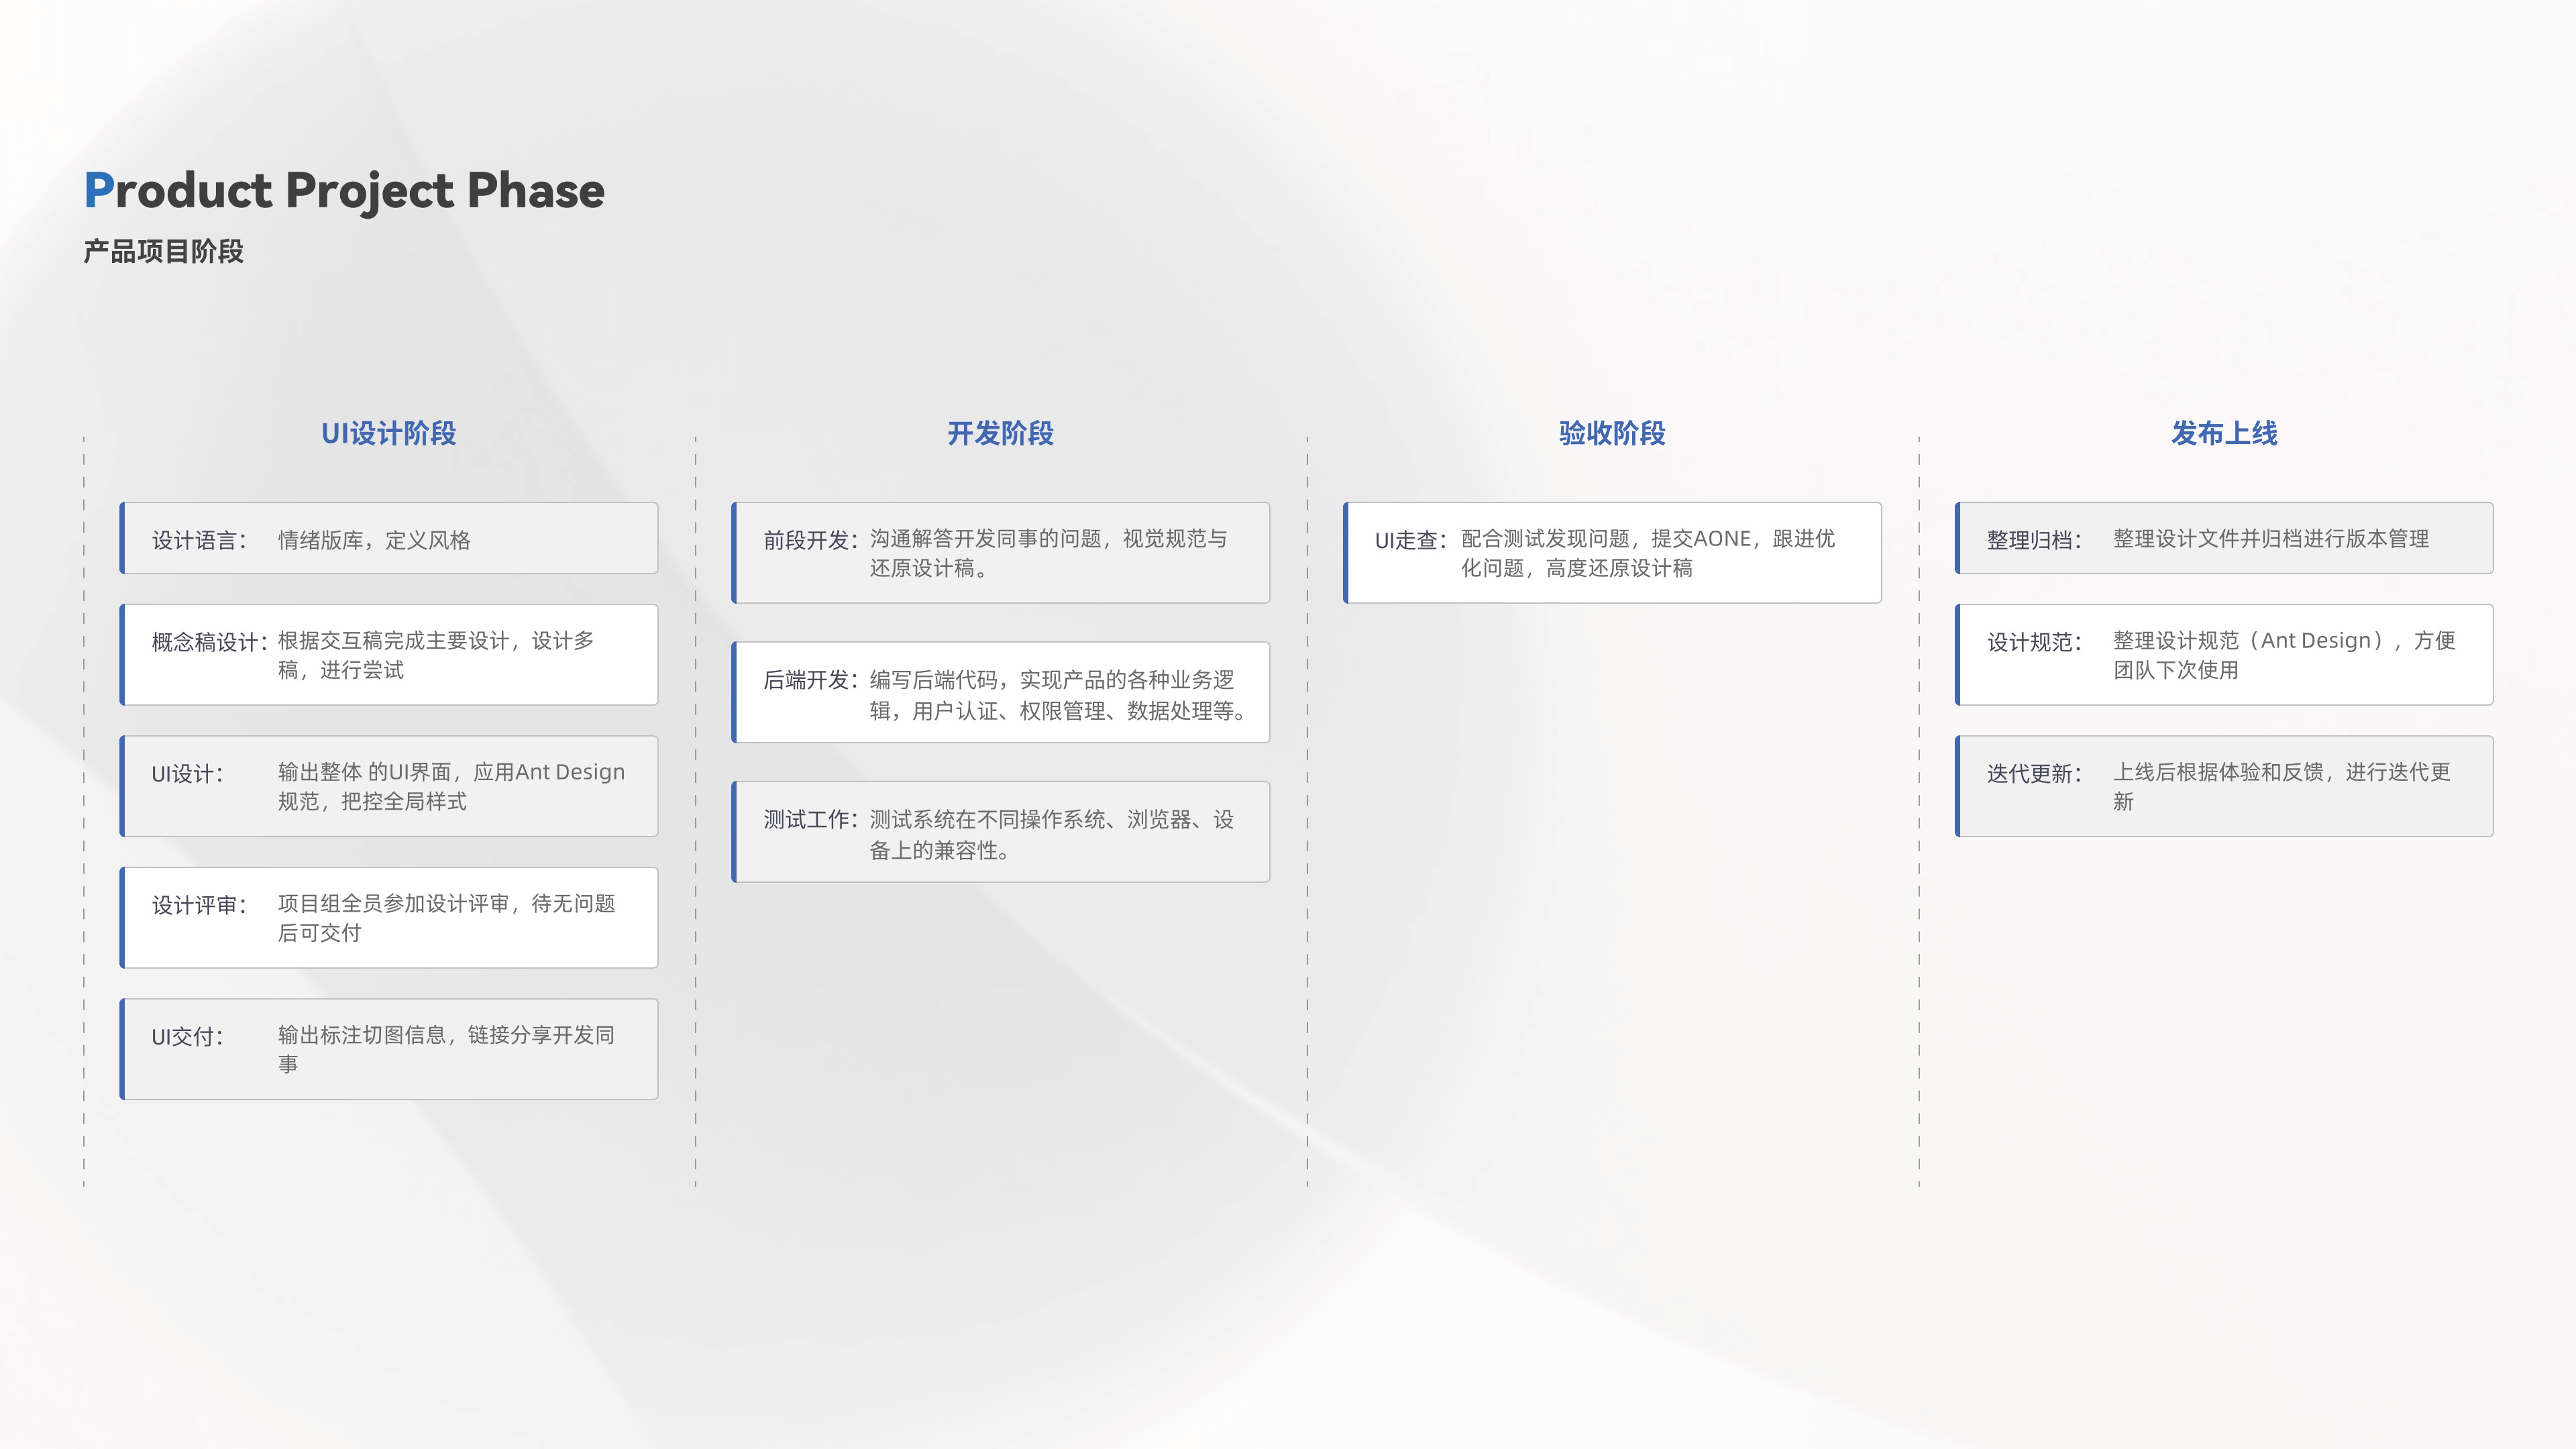 Product Project Phase
产品项目阶段
UI设计阶段
设计语言： 情绪版库，定义风格
概念稿设计：根据交互稿完成主要设计，设计多
稿，进行尝试
UI设计： 输出整体 的UI界面，应用Ant Design
规范，把控全局样式
设计评审： 项目组全员参加设计评审，待无问题
后可交付
UI交付： 输出标注切图信息，链接分享开发同
事
开发阶段
前段开发：沟通解答开发同事的问题，视觉规范与
还原设计稿。
后端开发：编写后端代码，实现产品的各种业务逻
辑，用户认证、权限管理、数据处理等。
测试工作：测试系统在不同操作系统、浏览器、设
备上的兼容性。
验收阶段
UI走查：配合测试发现问题，提交AONE，跟进优
化问题，高度还原设计稿
发布上线
整理归档： 整理设计文件并归档进行版本管理
设计规范： 整理设计规范（Ant Design），方便
团队下次使用
迭代更新： 上线后根据体验和反馈，进行迭代更
新